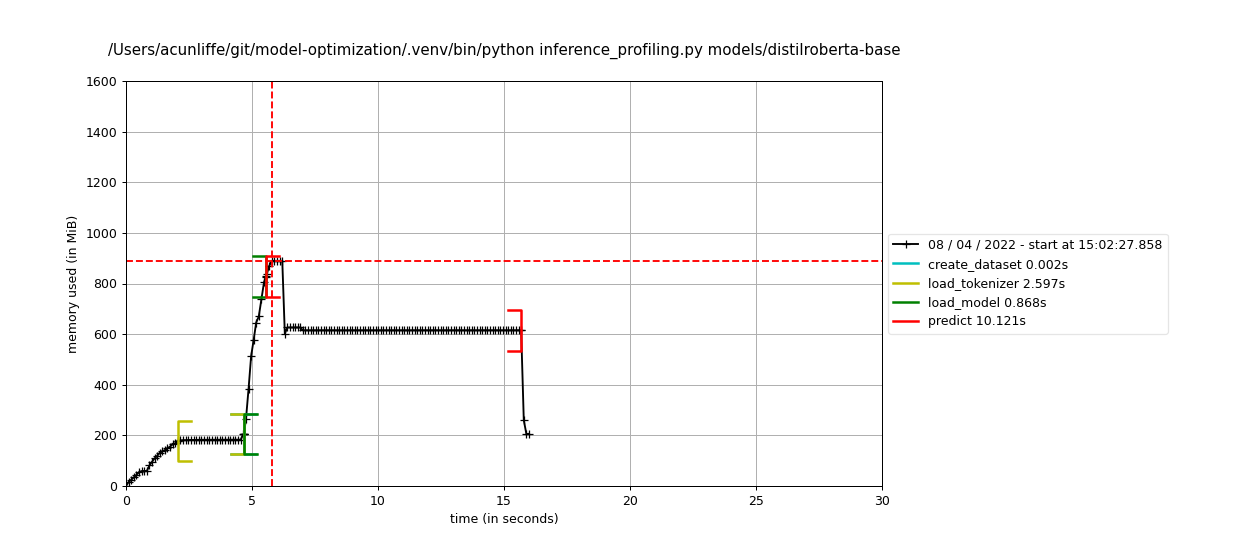 /Users/acunliffe/git/model-optimization/.venv/bin/python inference_profiling.py models/distilroberta-base
1600
1400
1200
1000
800
600
400
200
0
memory used (in MiB)
0 5 10 15 20 25 30
time (in seconds)
08 / 04 / 2022 - start at 15:02:27.858
create_dataset 0.002s
load_tokenizer 2.597s
load_model 0.868s
predict 10.121s